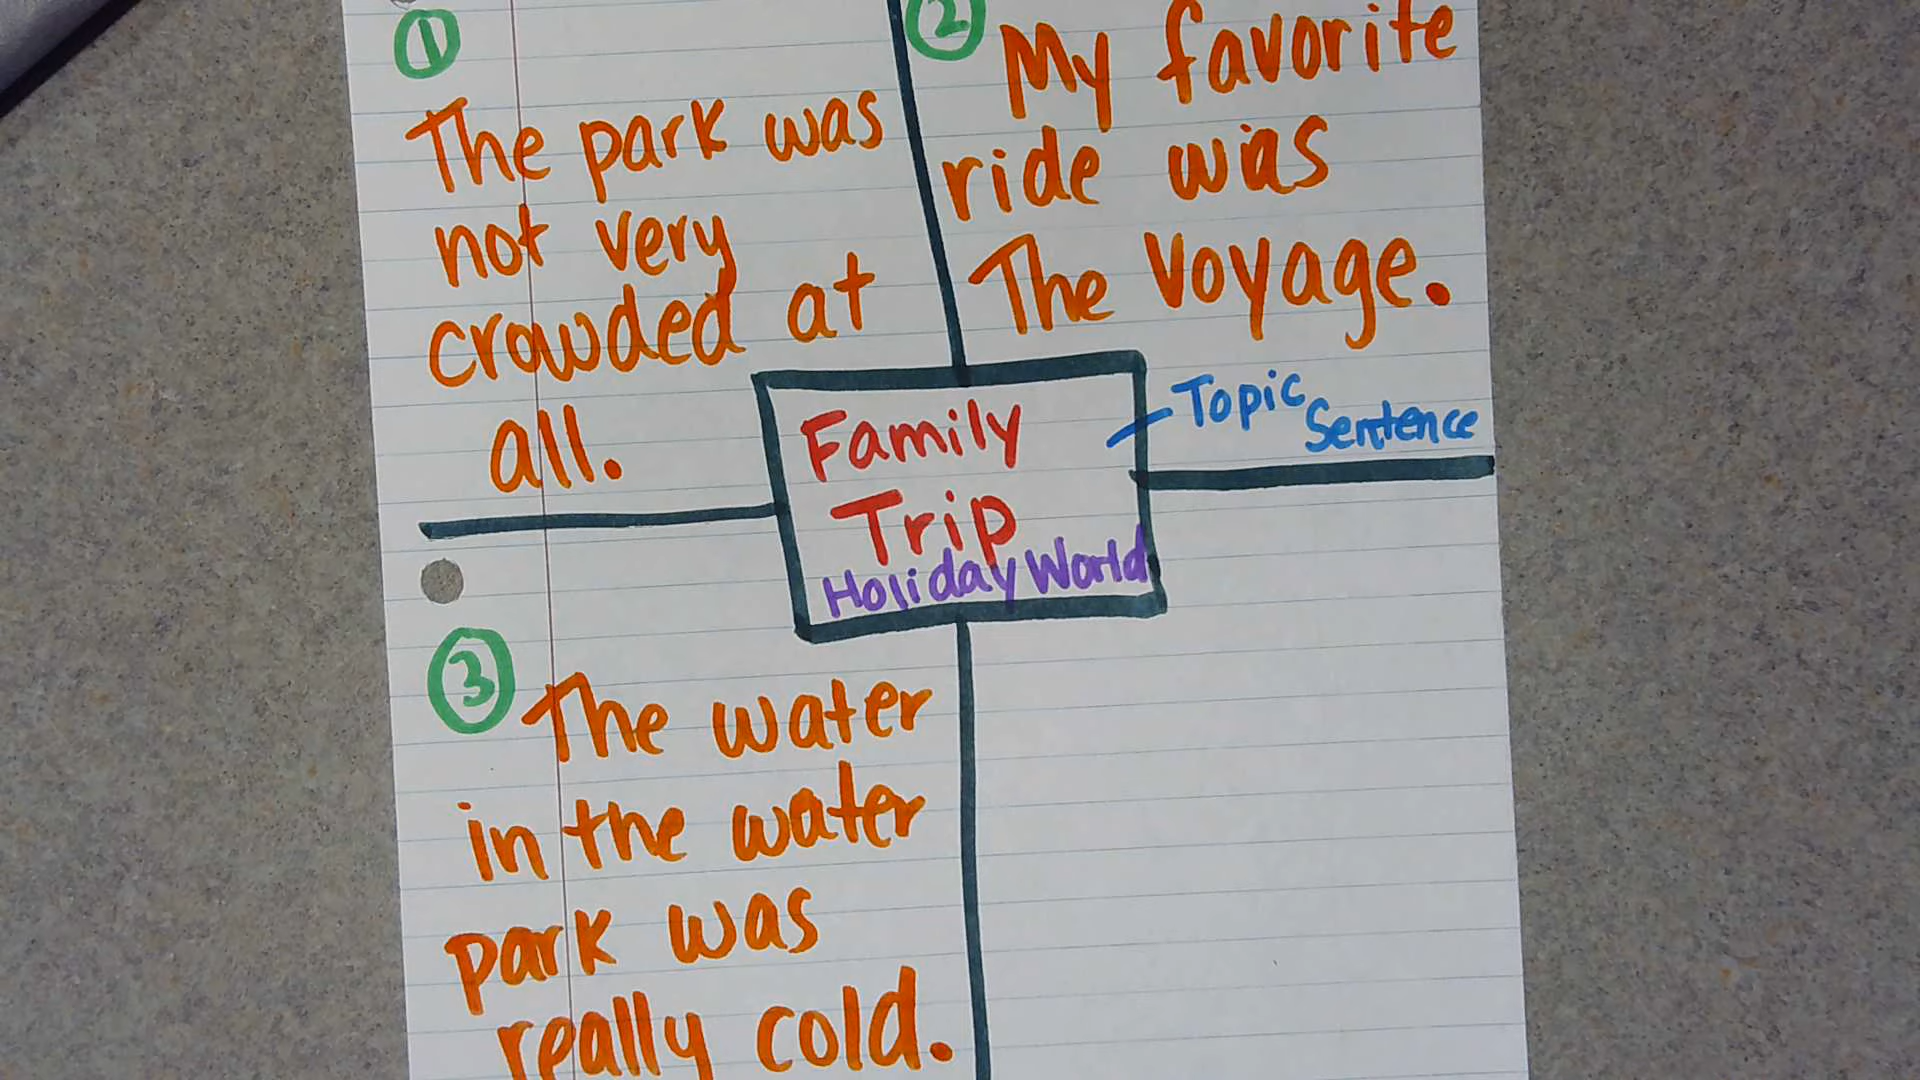 1
The park was
not very
crowded at
all.
2
My favorite
ride was
The Voyage.
Family
Trip
Holiday World
Topic
Sentence
3
The water
in the water
park was
really cold.